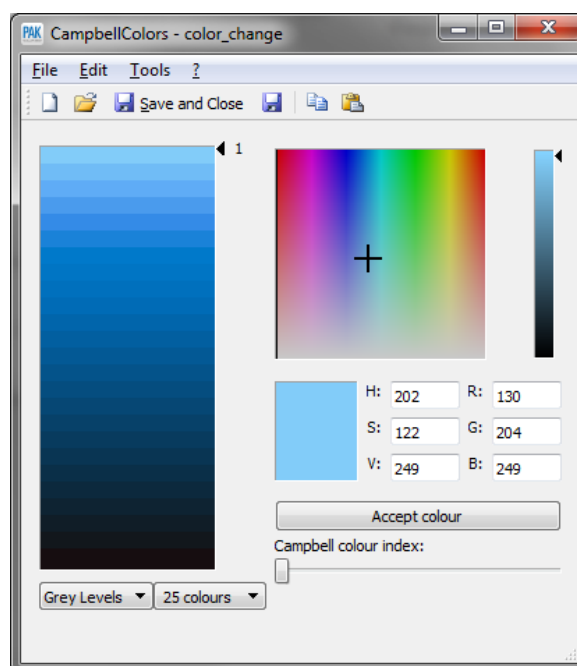 PAK CampbellColors - color_change
File Edit Tools ?
Save and Close
1
H: 202 R: 130
S: 122 G: 204
V: 249 B: 249
Accept colour
Campbell colour index:
Grey Levels 25 colours